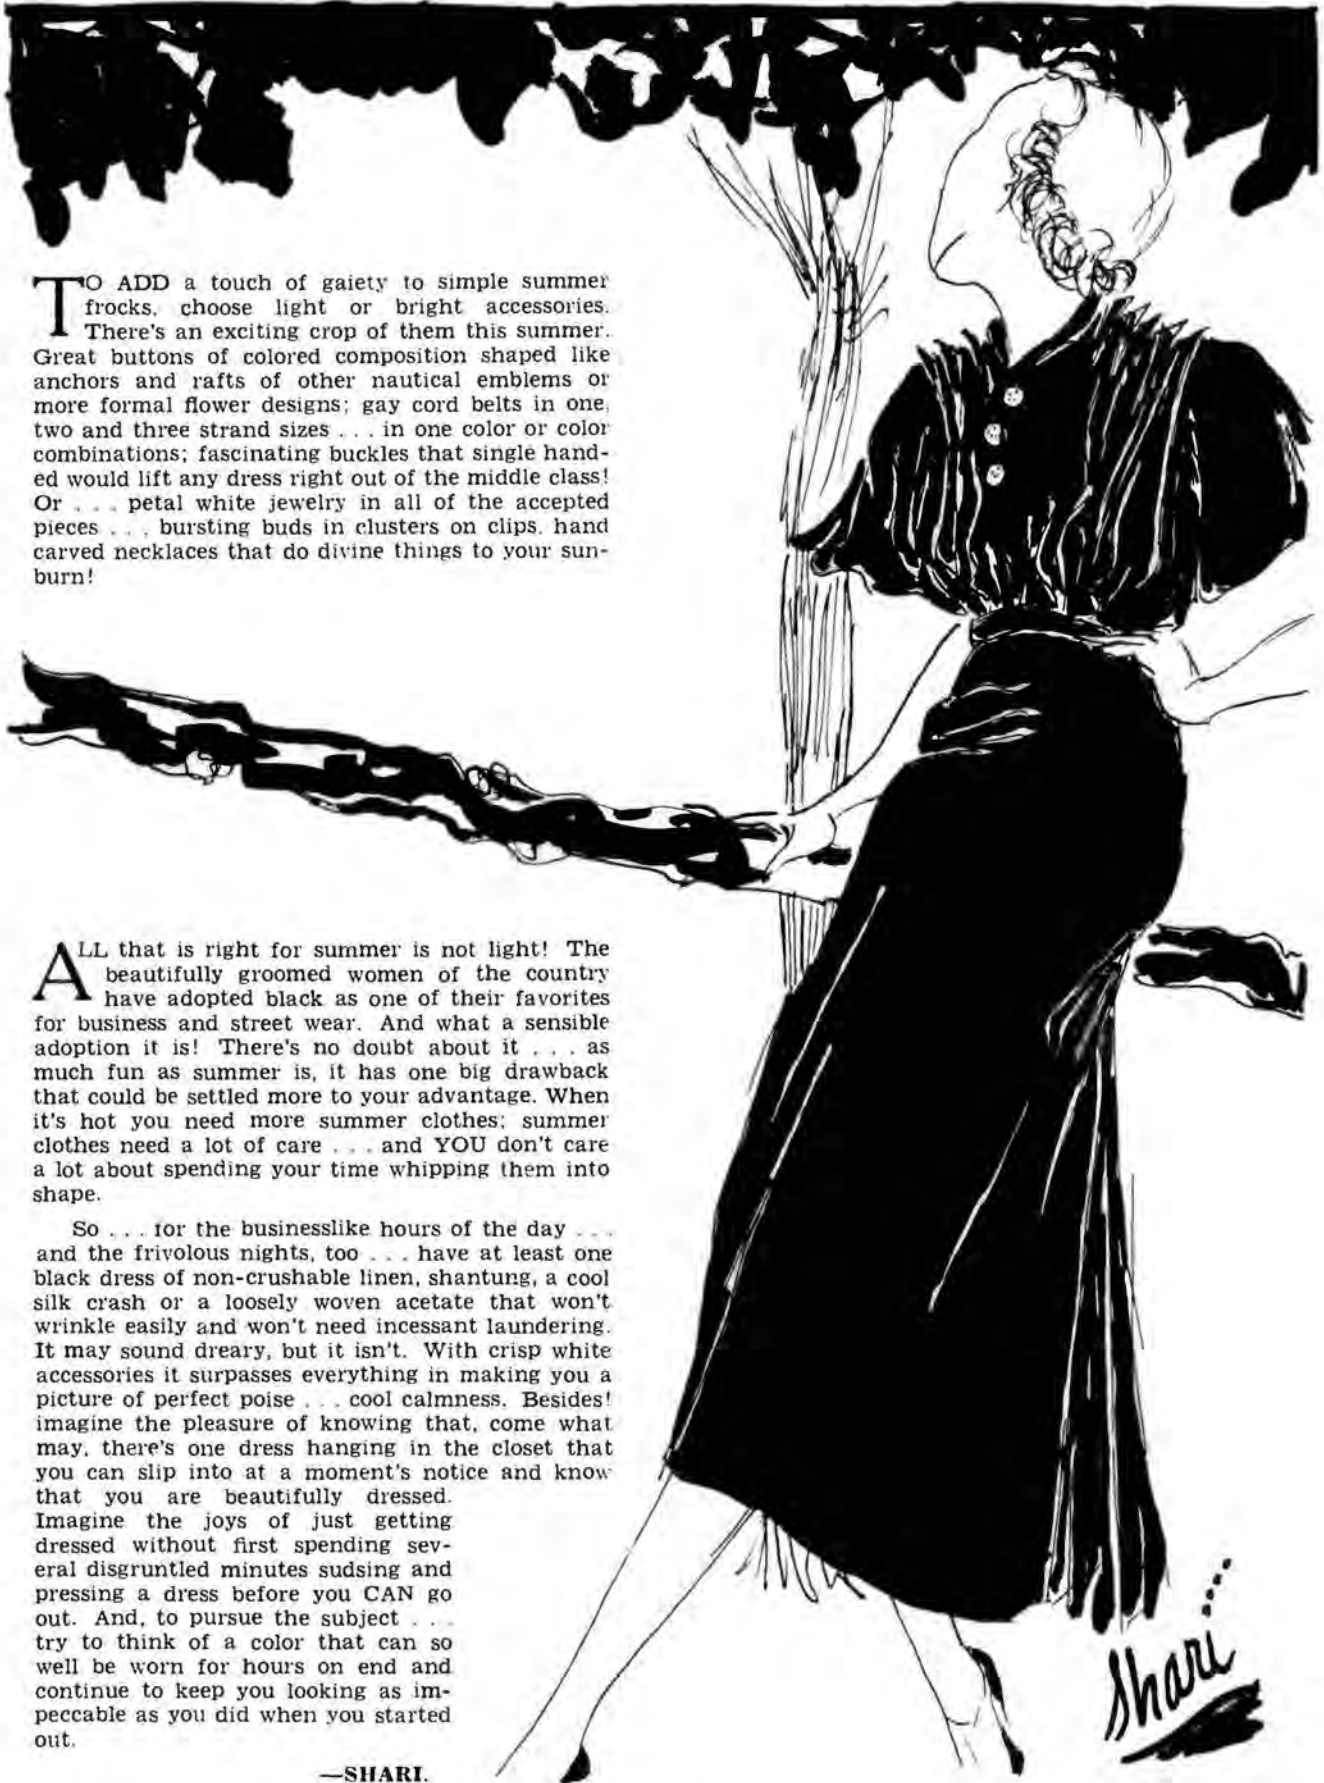 TO ADD a touch of gaiety to simple summer
frocks, choose light or bright accessories.
There's an exciting crop of them this summer.
Great buttons of colored composition shaped like
anchors and rafts of other nautical emblems or
more formal flower designs; gay cord belts in one,
two and three strand sizes . . . in one color or color
combinations; fascinating buckles that single hand-
ed would lift any dress right out of the middle class!
Or . . . petal white jewelry in all of the accepted
pieces . . . bursting buds in clusters on clips, hand
carved necklaces that do divine things to your sun-
burn!
ALL that is right for summer is not light! The
beautifully groomed women of the country
have adopted black as one of their favorites
for business and street wear. And what a sensible
adoption it is! There's no doubt about it . . . as
much fun as summer is, it has one big drawback
that could be settled more to your advantage. When
it's hot you need more summer clothes; summer
clothes need a lot of care . . . and YOU don't care
a lot about spending your time whipping them into
shape.
So . . . for the businesslike hours of the day . . .
and the frivolous nights, too . . . have at least one
black dress of non-crushable linen, shantung, a cool
silk crash or a loosely woven acetate that won't
wrinkle easily and won't need incessant laundering.
It may sound dreary, but it isn't. With crisp white
accessories it surpasses everything in making you a
picture of perfect poise . . . cool calmness. Besides!
imagine the pleasure of knowing that, come what
may, there's one dress hanging in the closet that
you can slip into at a moment's notice and know
that you are beautifully dressed.
Imagine the joys of just getting
dressed without first spending sev-
eral disgruntled minutes sudsing and
pressing a dress before you CAN go
out. And, to pursue the subject . . .
try to think of a color that can so
well be worn for hours on end and
continue to keep you looking as im-
peccable as you did when you started
out.
—SHARI.
Shari